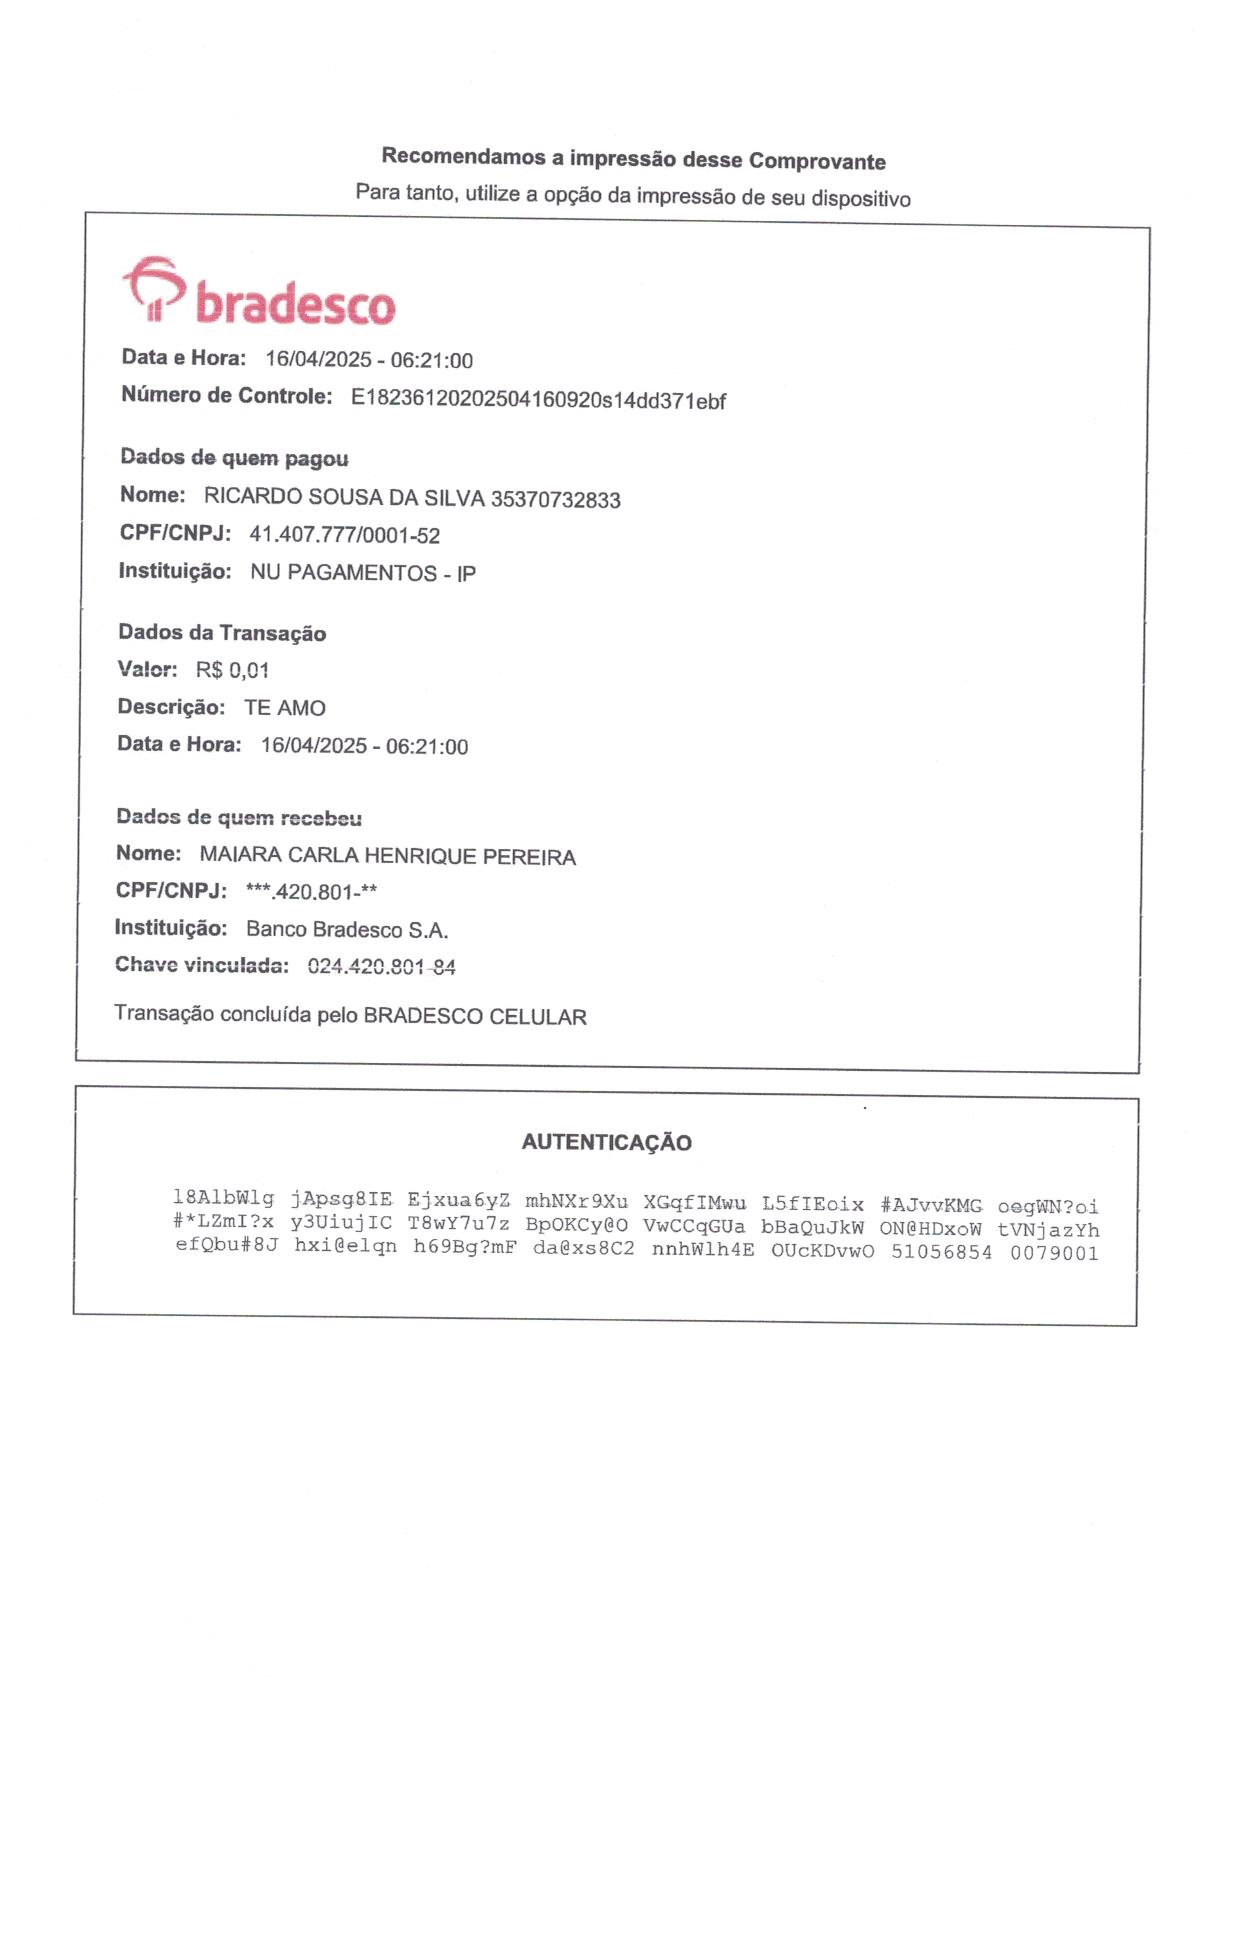 Recomendamos a impressão desse Comprovante
Para tanto, utilize a opção da impressão de seu dispositivo
bradesco
Data e Hora: 16/04/2025 - 06:21:00
Número de Controle: E18236120202504160920s14dd371ebf
Dados de quem pagou
Nome: RICARDO SOUSA DA SILVA 35370732833
CPF/CNPJ: 41.407.777/0001-52
Instituição: NU PAGAMENTOS - IP
Dados da Transação
Valor: R$ 0,01
Descrição: TE AMO
Data e Hora: 16/04/2025 - 06:21:00
Dados de quem recebeu
Nome: MAIARA CARLA HENRIQUE PEREIRA
CPF/CNPJ: ***.420.801-**
Instituição: Banco Bradesco S.A.
Chave vinculada: 024.420.801-84
Transação concluída pelo BRADESCO CELULAR
AUTENTICAÇÃO
l8AlbWlg jApsg8IE Ejxua6yZ mhNXr9Xu XGqfIMwu L5fIEoix #AJvvKMG oegWN?oi
#*LZmI?x y3UiujIC T8wY7u7z BpOKCy@O VwCCqGUa bBaQuJkW ON@HDxoW tVNjazYh
efQbu#8J hxi@elqn h69Bg?mF da@xs8C2 nnhWlh4E OUcKDvwO 51056854 0079001